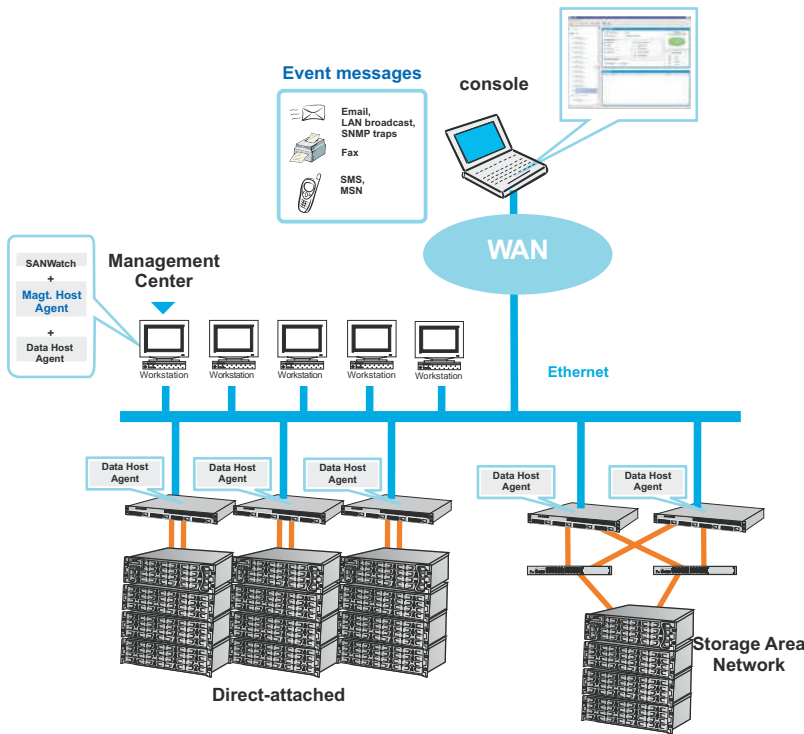 Event messages
Email,
LAN broadcast,
SNMP traps
Fax
SMS,
MSN
console
WAN
SANWatch
+
Magt. Host
Agent
+
Data Host
Agent
Management
Center
Workstation
Workstation
Workstation
Workstation
Workstation
Ethernet
Data Host
Agent
Data Host
Agent
Data Host
Agent
Data Host
Agent
Data Host
Agent
Direct-attached
Storage Area
Network